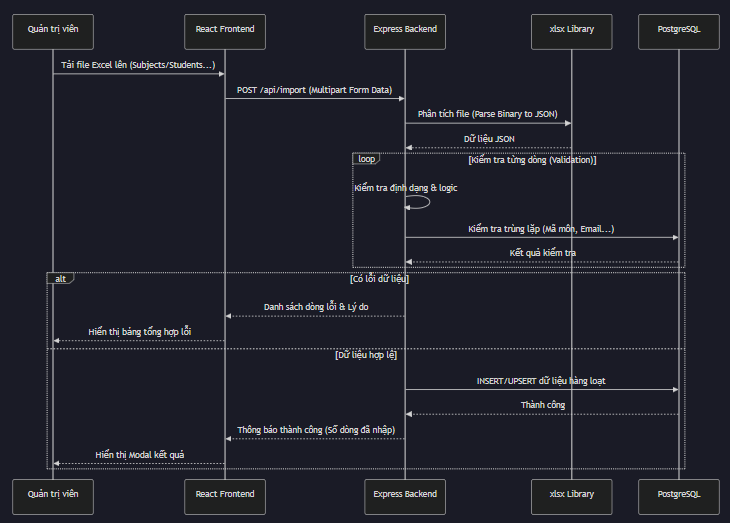 Quản trị viên
React Frontend
Express Backend
xlsx Library
PostgreSQL
Tải file Excel lên (Subjects/Students...)
POST /api/import (Multipart Form Data)
Phân tích file (Parse Binary to JSON)
Dữ liệu JSON
loop
[Kiểm tra từng dòng (Validation)]
Kiểm tra định dạng & logic
Kiểm tra trùng lặp (Mã môn, Email...)
Kết quả kiểm tra
alt
[Có lỗi dữ liệu]
Danh sách dòng lỗi & Lý do
Hiển thị bảng tổng hợp lỗi
[Dữ liệu hợp lệ]
INSERT/UPSERT dữ liệu hàng loạt
Thành công
Thông báo thành công (Số dòng đã nhập)
Hiển thị Modal kết quả
Quản trị viên
React Frontend
Express Backend
xlsx Library
PostgreSQL